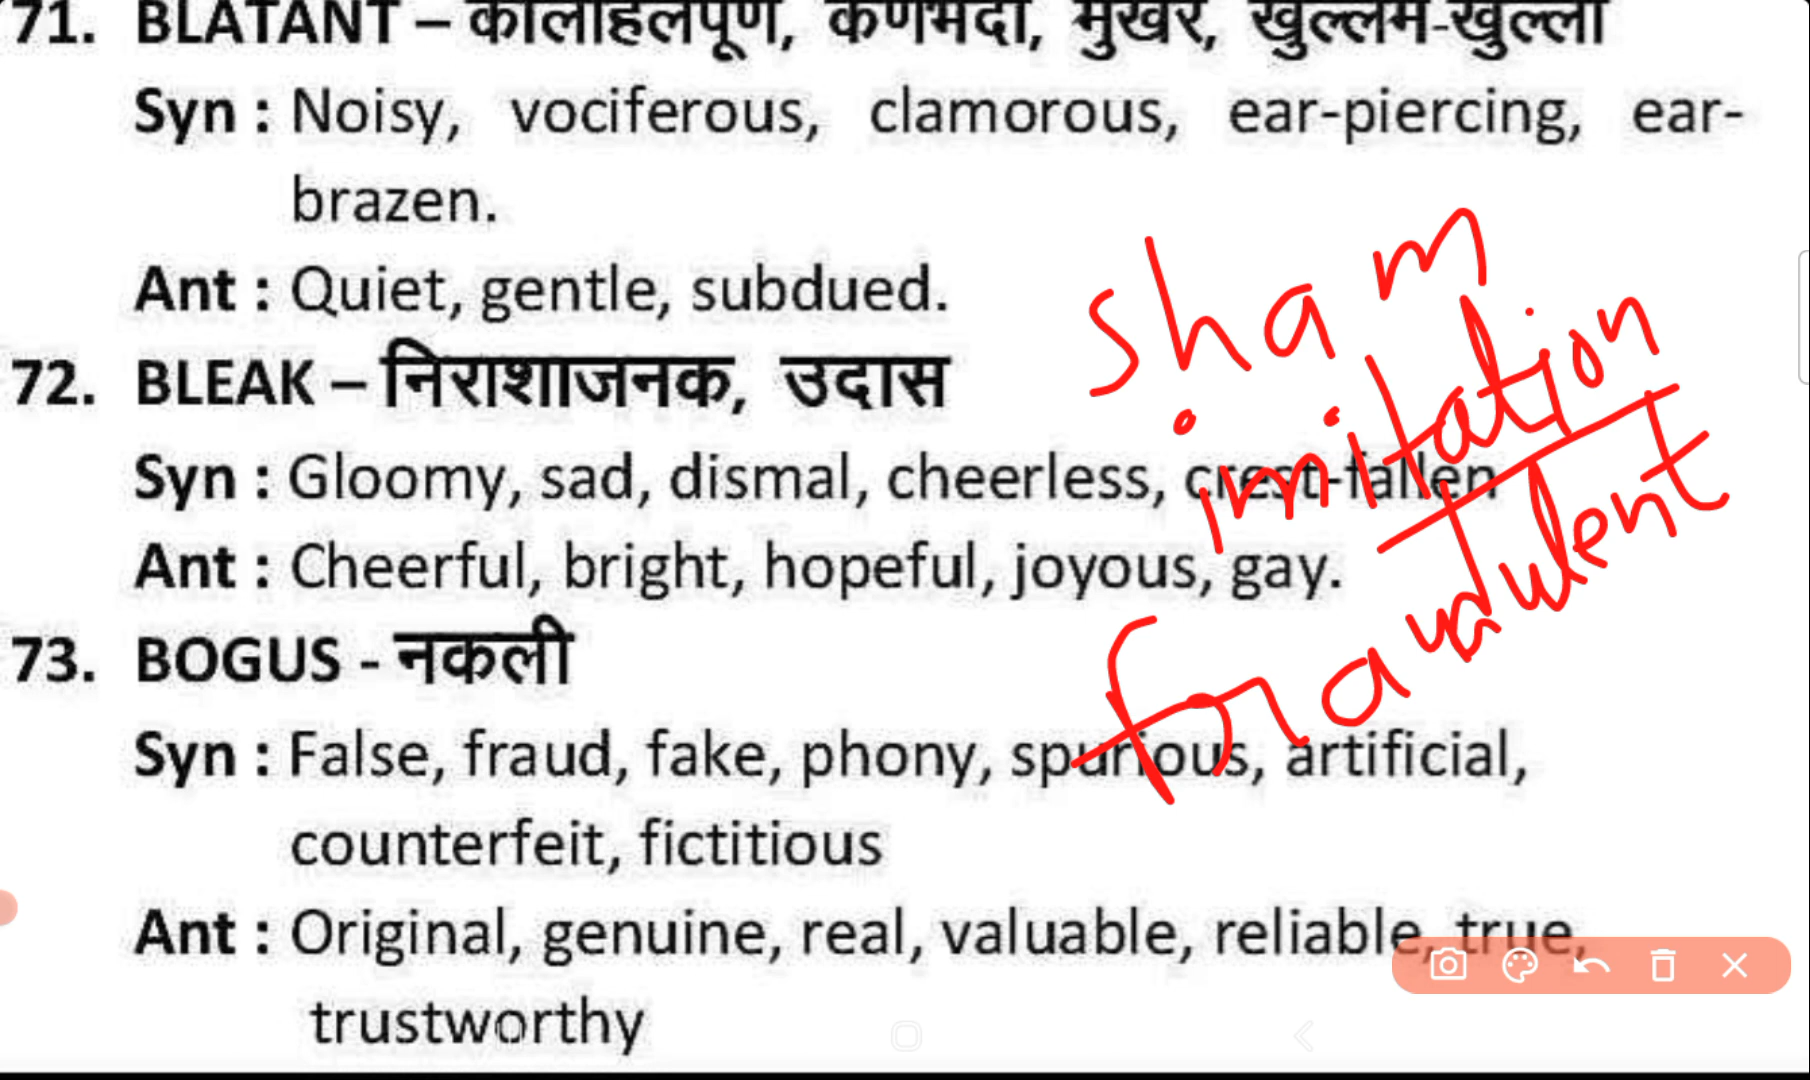 71. BLATANT – कोलाहलपूर्ण, कर्णभेदी, मुखर, खुल्लम-खुल्ला
Syn : Noisy, vociferous, clamorous, ear-piercing, ear-
brazen.
Ant : Quiet, gentle, subdued.
72. BLEAK – निराशाजनक, उदास
Syn : Gloomy, sad, dismal, cheerless, crest-fallen
Ant : Cheerful, bright, hopeful, joyous, gay.
73. BOGUS - नकली
Syn : False, fraud, fake, phony, spurious, artificial,
counterfeit, fictitious
Ant : Original, genuine, real, valuable, reliable, true,
trustworthy
sham
imitation
fraudulent